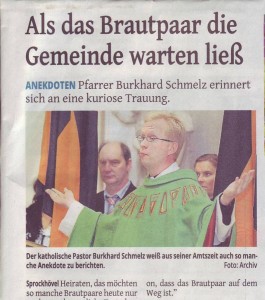 Als das Brautpaar die
Gemeinde warten ließ
ANEKDOTEN Pfarrer Burkhard Schmelz erinnert
sich an eine kuriose Trauung.
Der katholische Pastor Burkhard Schmelz weiß aus seiner Amtszeit auch so man-
che Anekdote zu berichten.
Foto: Archiv
Sprockhövel Heiraten, das möchten
so manche Brautpaare heute nur
on, dass das Brautpaar auf dem
Weg ist.“